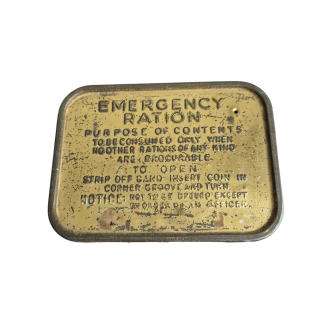 EMERGENCY
RATION
PURPOSE OF CONTENTS
TO BE CONSUMED ONLY WHEN
NO OTHER RATIONS OF ANY KIND
ARE PROCURABLE
TO OPEN
STRIP OFF BAND INSERT COIN IN
CORNER GROOVE AND TURN
NOTICE: NOT TO BE OPENED EXCEPT
BY ORDER OF AN OFFICER.